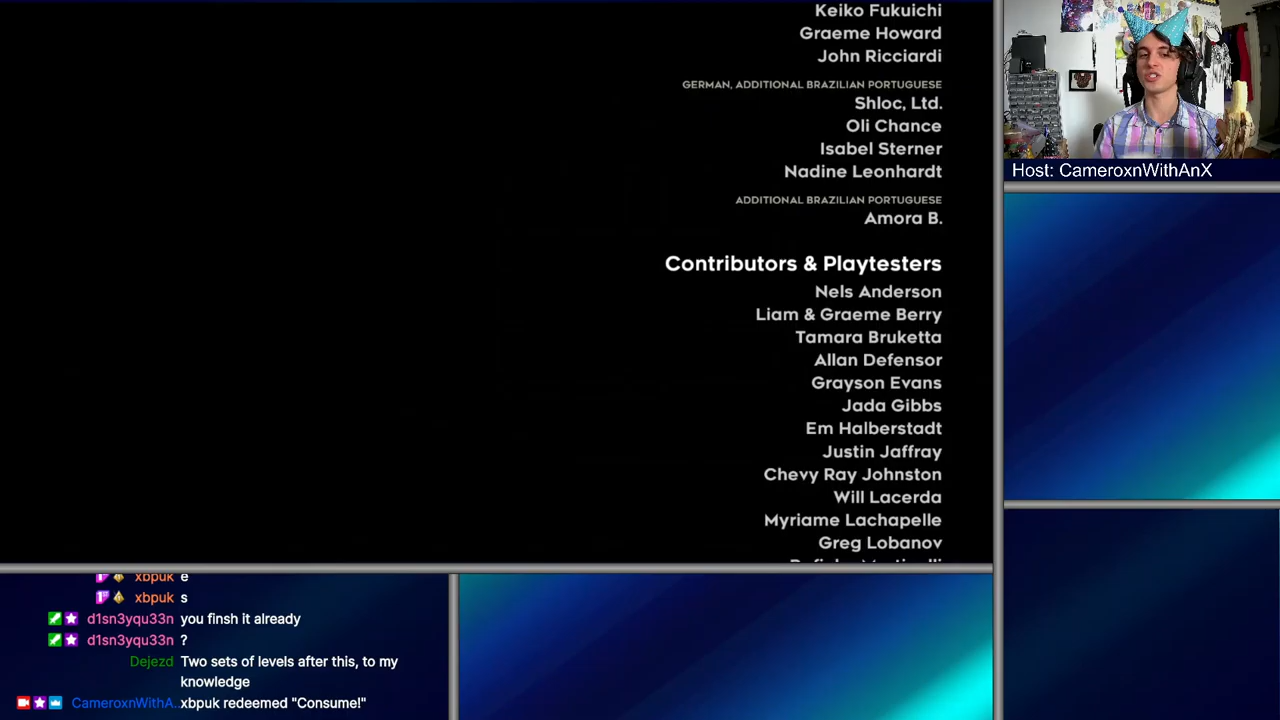 Keiko Fukuichi
Graeme Howard
John Ricciardi
GERMAN, ADDITIONAL BRAZILIAN PORTUGUESE
Shloc, Ltd.
Oli Chance
Isabel Sterner
Nadine Leonhardt
ADDITIONAL BRAZILIAN PORTUGUESE
Amora B.
Contributors & Playtesters
Nels Anderson
Liam & Graeme Berry
Tamara Bruketta
Allan Defensor
Grayson Evans
Jada Gibbs
Em Halberstadt
Justin Jaffray
Chevy Ray Johnston
Will Lacerda
Myriame Lachapelle
Greg Lobanov
Host: CameroxnWithAnX
xbpuk e
xbpuk s
d1sn3yqu33n you finsh it already
d1sn3yqu33n ?
Dejezd Two sets of levels after this, to my
knowledge
CameroxnWithA.. xbpuk redeemed "Consume!"